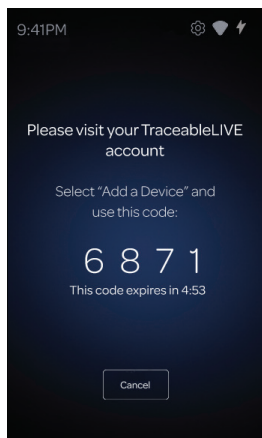 9:41PM
Please visit your TraceableLIVE
account
Select “Add a Device” and
use this code:
6 8 7 1
This code expires in 4:53
Cancel